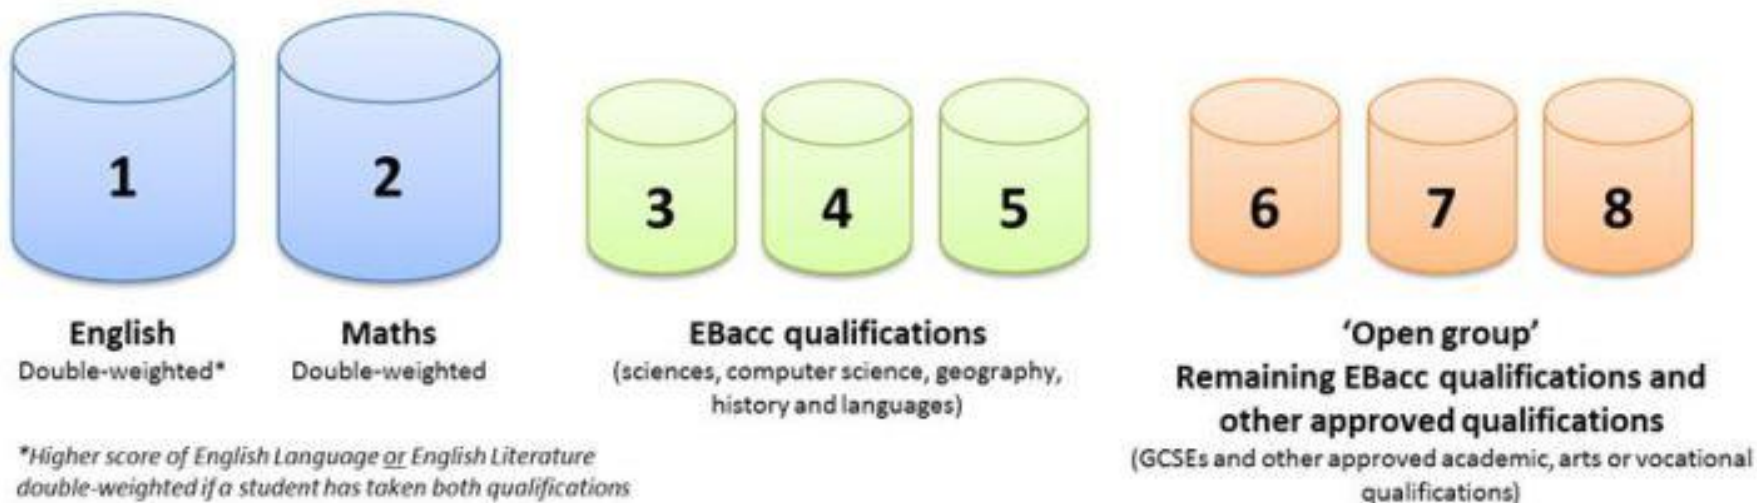 1
2
3
4
5
6
7
8
English
Double-weighted*
Maths
Double-weighted
EBacc qualifications
(sciences, computer science, geography,
history and languages)
‘Open group’
Remaining EBacc qualifications and
other approved qualifications
(GCSEs and other approved academic, arts or vocational
qualifications)
*Higher score of English Language or English Literature
double-weighted if a student has taken both qualifications